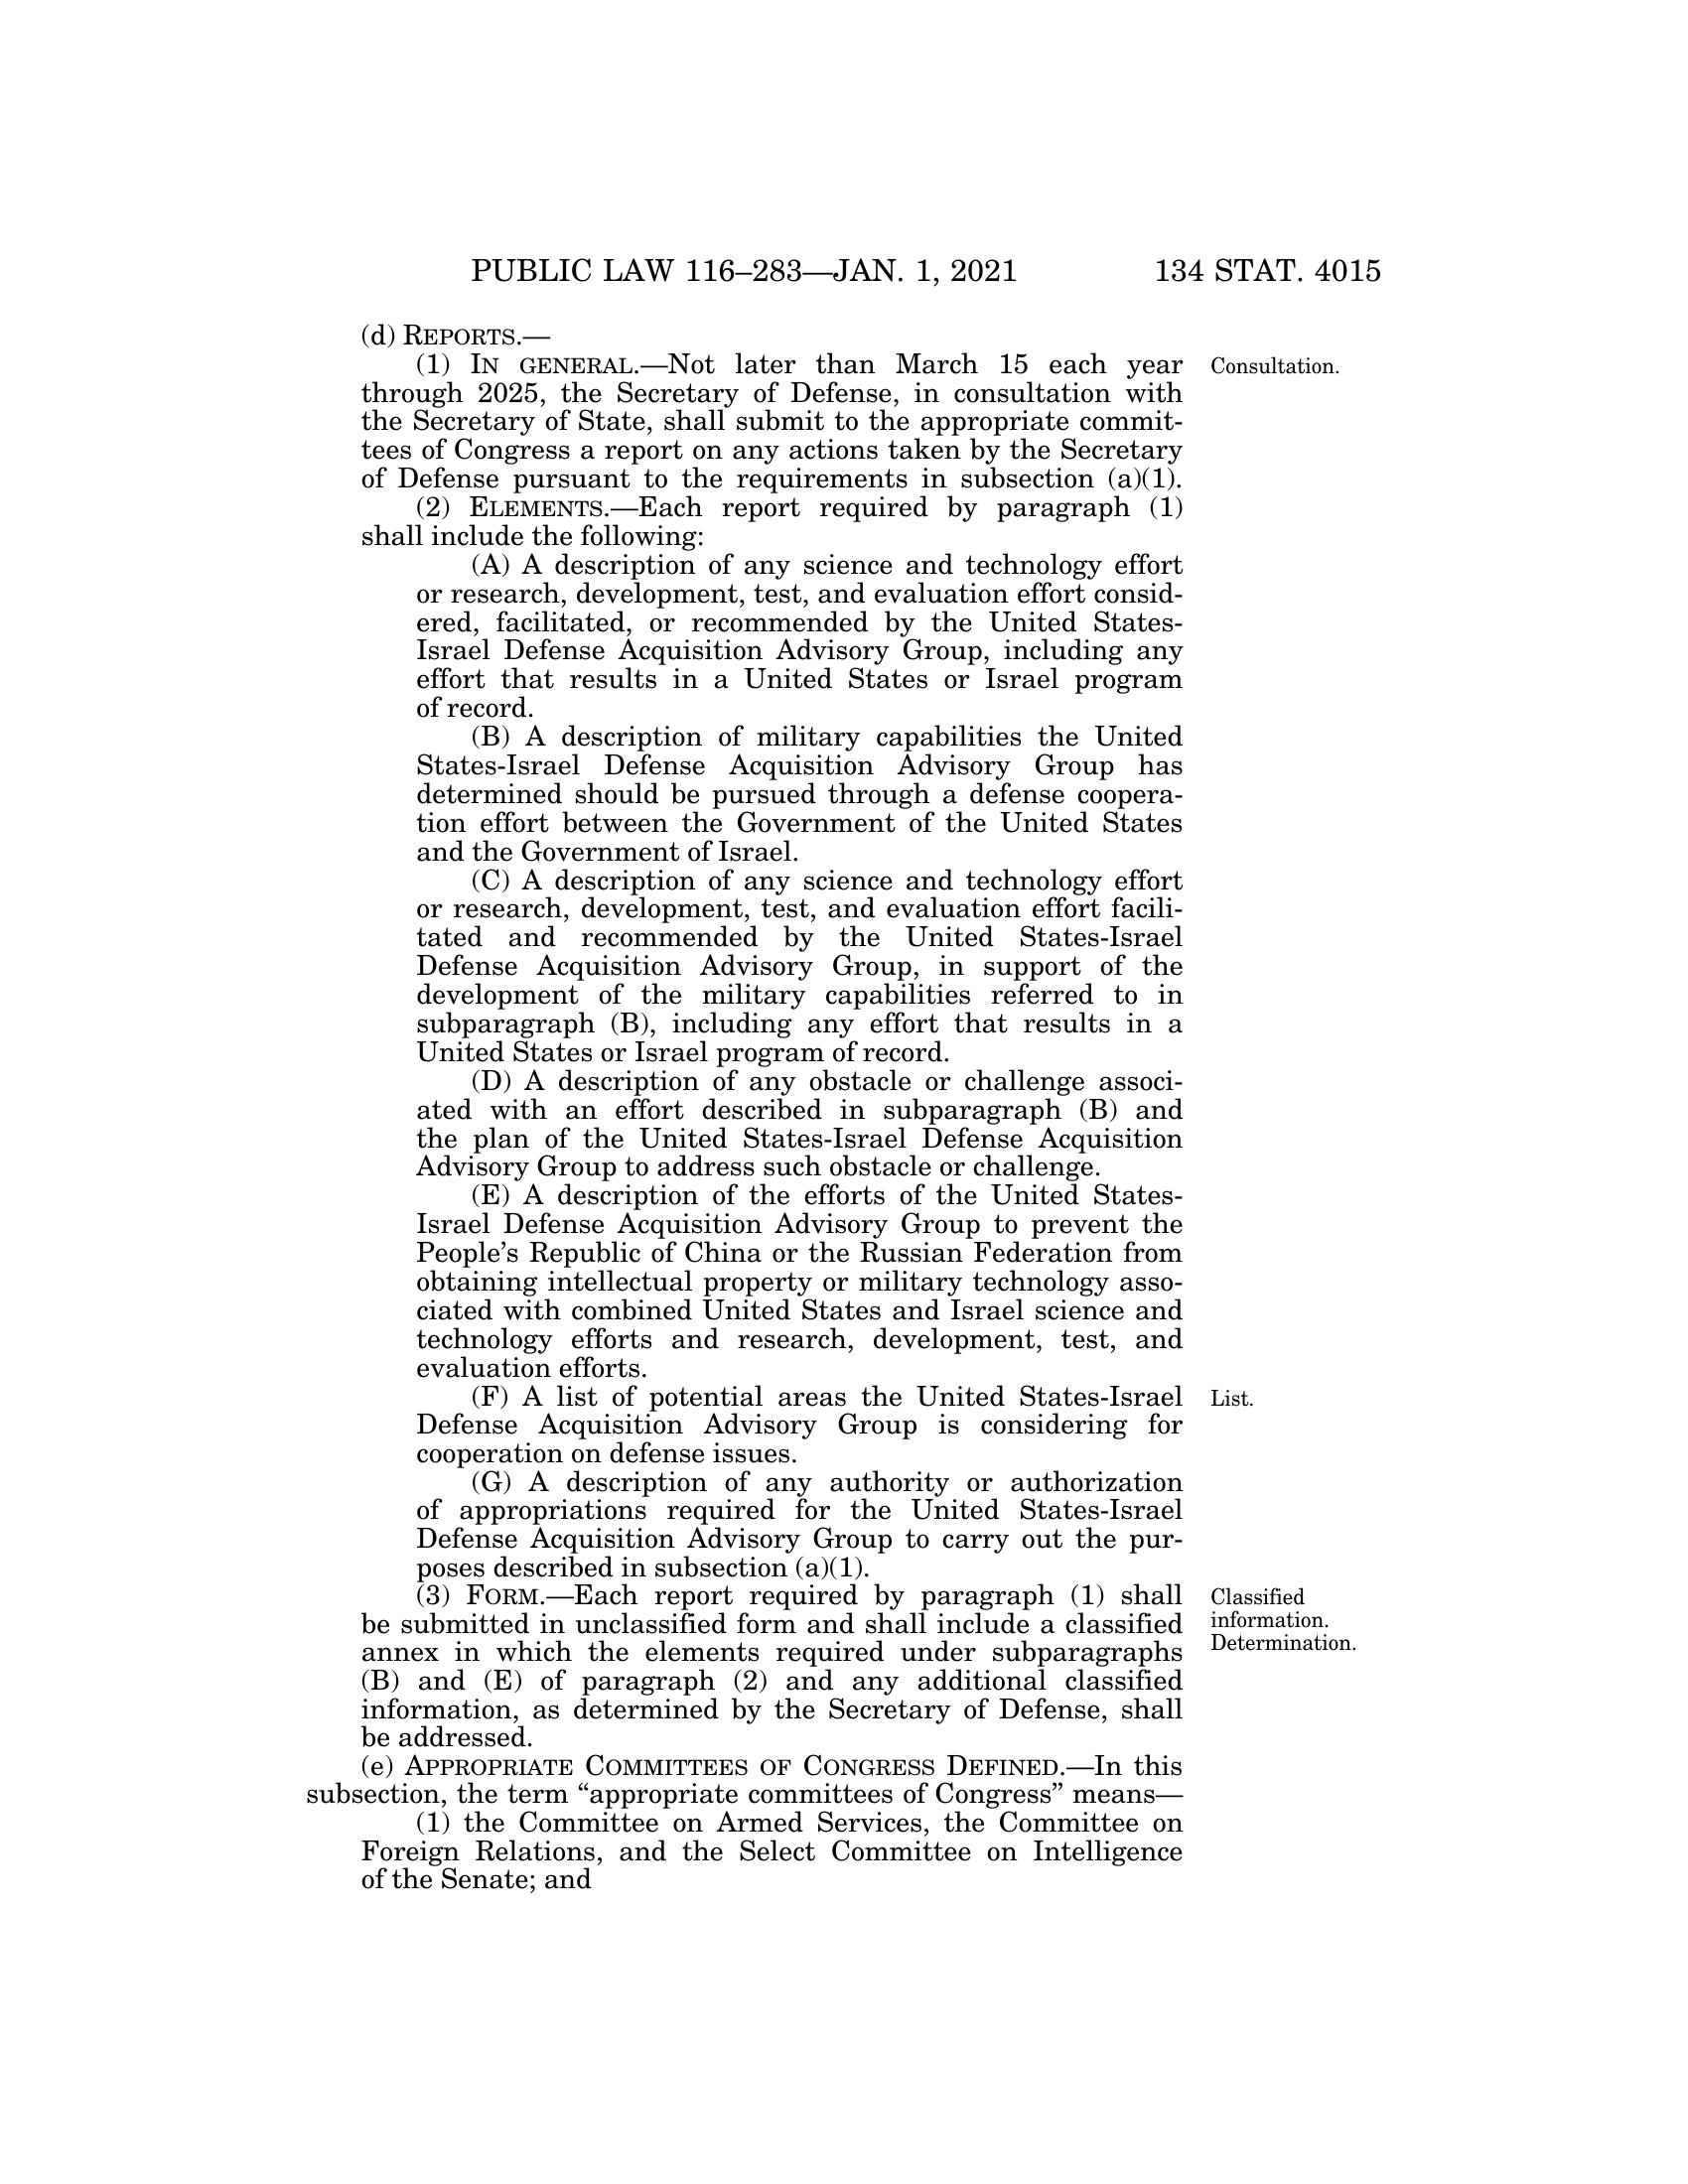 PUBLIC LAW 116–283—JAN. 1, 2021 134 STAT. 4015
(d) REPORTS.—
(1) IN GENERAL.—Not later than March 15 each year
through 2025, the Secretary of Defense, in consultation with
the Secretary of State, shall submit to the appropriate commit-
tees of Congress a report on any actions taken by the Secretary
of Defense pursuant to the requirements in subsection (a)(1).
(2) ELEMENTS.—Each report required by paragraph (1)
shall include the following:
(A) A description of any science and technology effort
or research, development, test, and evaluation effort consid-
ered, facilitated, or recommended by the United States-
Israel Defense Acquisition Advisory Group, including any
effort that results in a United States or Israel program
of record.
(B) A description of military capabilities the United
States-Israel Defense Acquisition Advisory Group has
determined should be pursued through a defense coopera-
tion effort between the Government of the United States
and the Government of Israel.
(C) A description of any science and technology effort
or research, development, test, and evaluation effort facili-
tated and recommended by the United States-Israel
Defense Acquisition Advisory Group, in support of the
development of the military capabilities referred to in
subparagraph (B), including any effort that results in a
United States or Israel program of record.
(D) A description of any obstacle or challenge associ-
ated with an effort described in subparagraph (B) and
the plan of the United States-Israel Defense Acquisition
Advisory Group to address such obstacle or challenge.
(E) A description of the efforts of the United States-
Israel Defense Acquisition Advisory Group to prevent the
People’s Republic of China or the Russian Federation from
obtaining intellectual property or military technology asso-
ciated with combined United States and Israel science and
technology efforts and research, development, test, and
evaluation efforts.
(F) A list of potential areas the United States-Israel
Defense Acquisition Advisory Group is considering for
cooperation on defense issues.
(G) A description of any authority or authorization
of appropriations required for the United States-Israel
Defense Acquisition Advisory Group to carry out the pur-
poses described in subsection (a)(1).
(3) FORM.—Each report required by paragraph (1) shall
be submitted in unclassified form and shall include a classified
annex in which the elements required under subparagraphs
(B) and (E) of paragraph (2) and any additional classified
information, as determined by the Secretary of Defense, shall
be addressed.
(e) APPROPRIATE COMMITTEES OF CONGRESS DEFINED.—In this
subsection, the term “appropriate committees of Congress” means—
(1) the Committee on Armed Services, the Committee on
Foreign Relations, and the Select Committee on Intelligence
of the Senate; and
Consultation.
List.
Classified
information.
Determination.